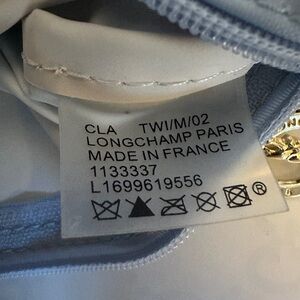 CLA TWI/M/02
LONGCHAMP PARIS
MADE IN FRANCE
1133337
L1699619556
®